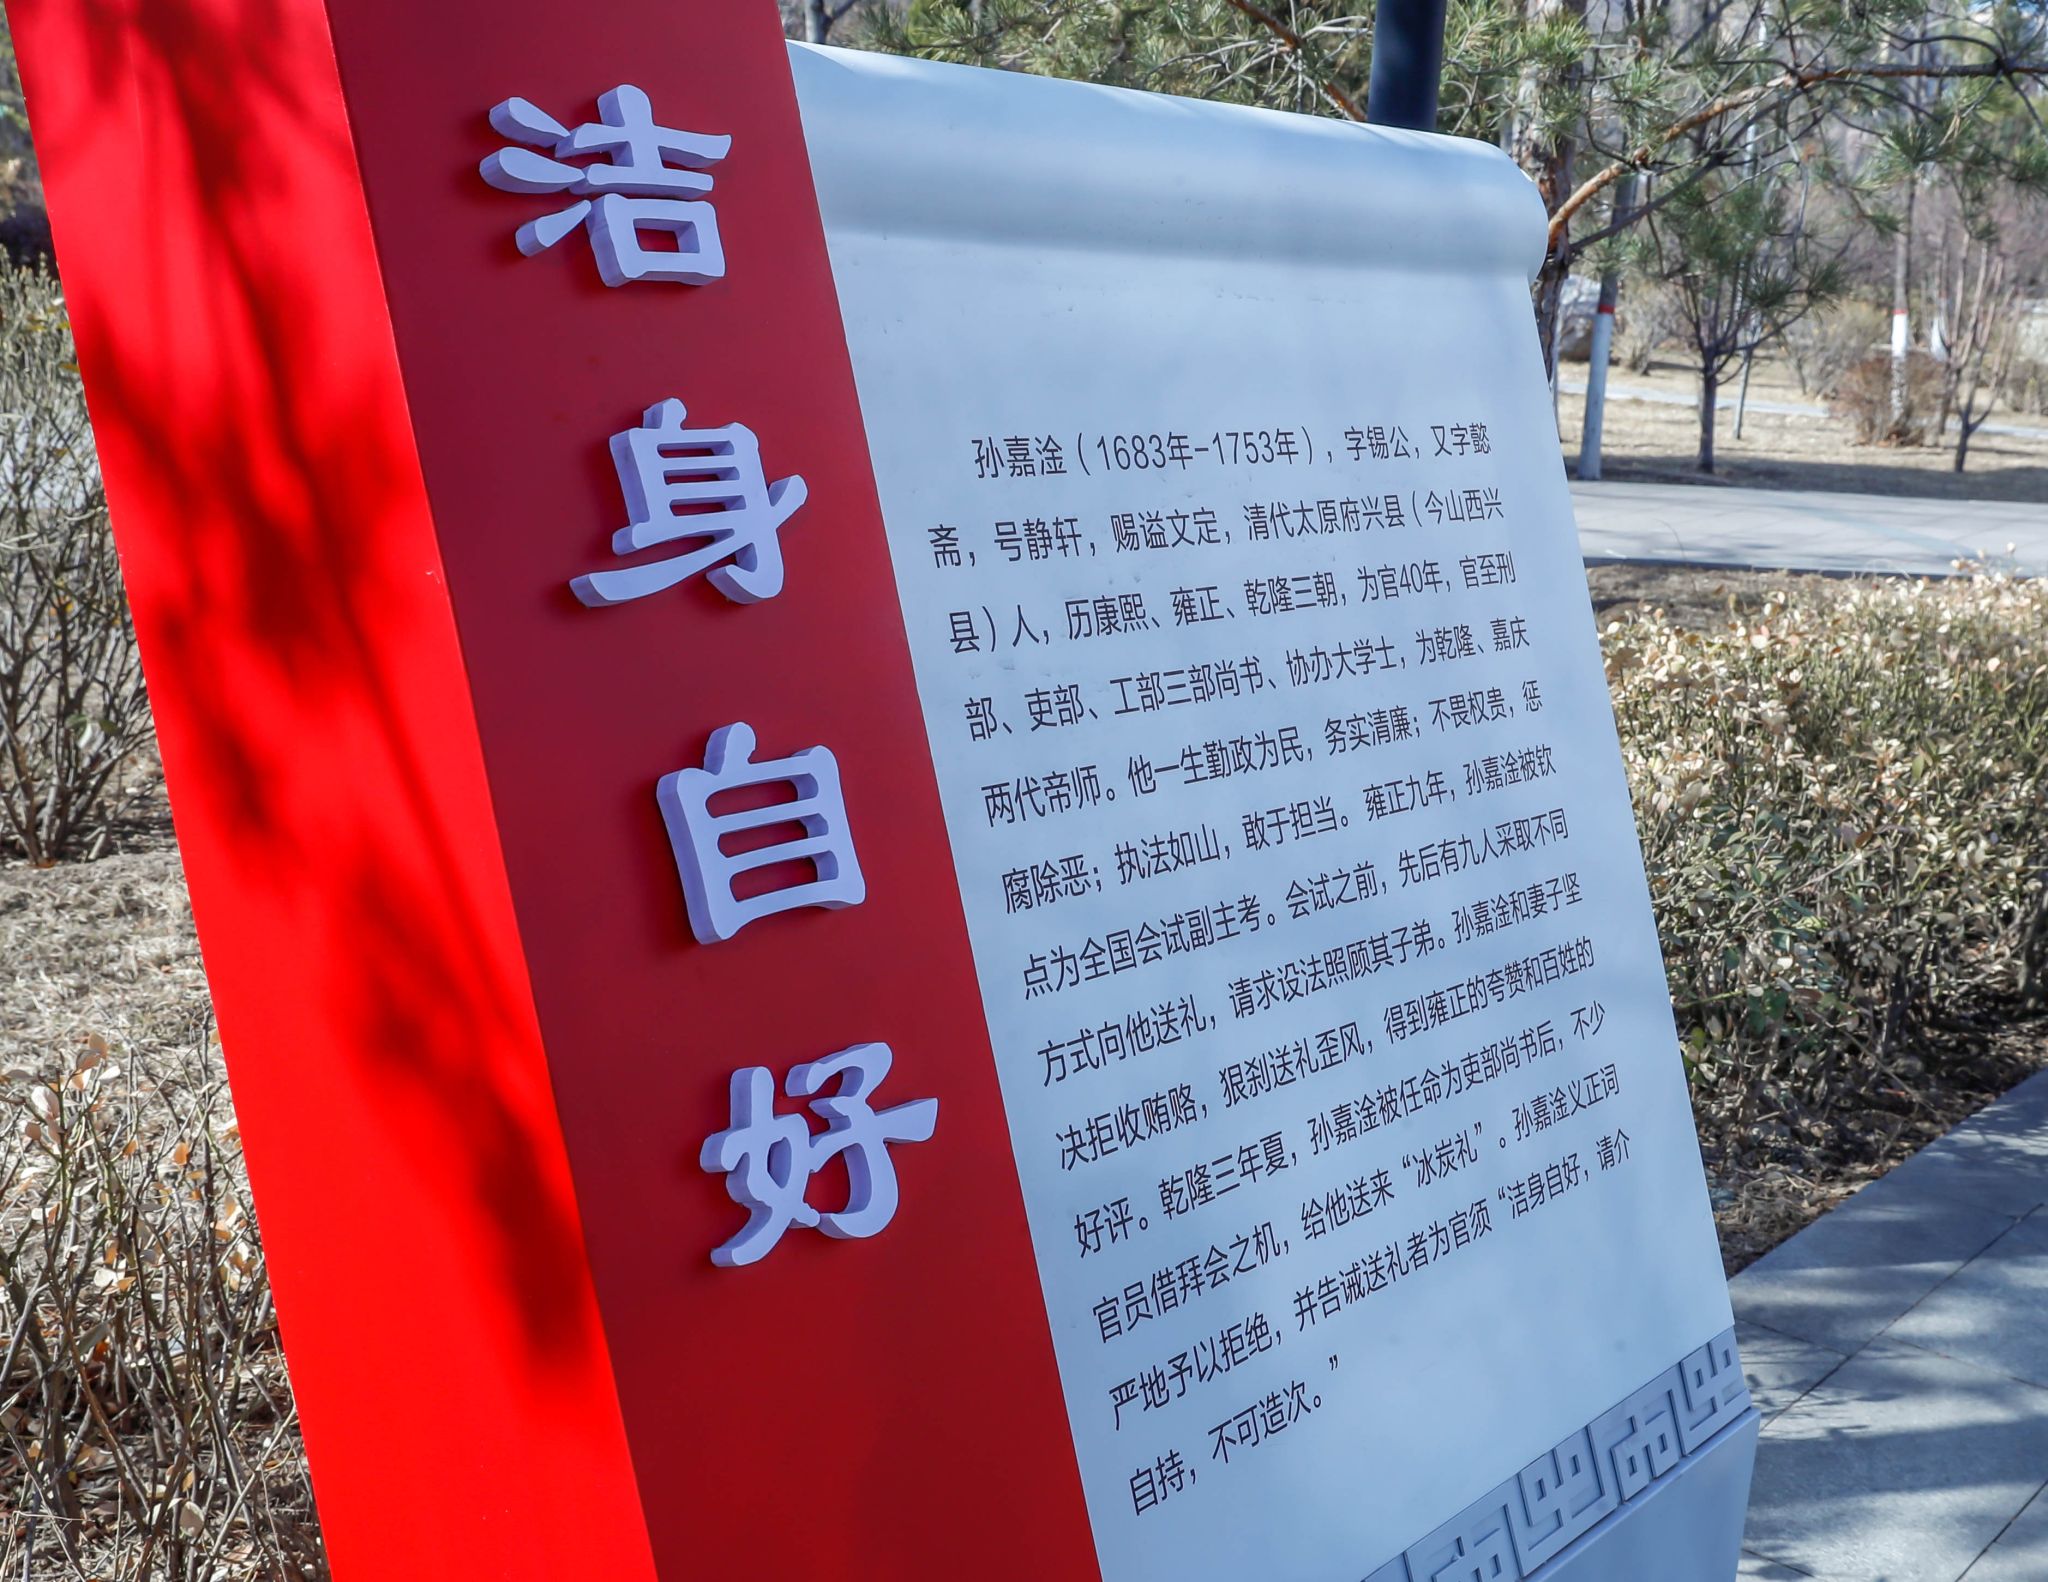 洁身自好
孙嘉淦（1683年-1753年），字锡公，又字懿
斋，号静轩，赐谥文定，清代太原府兴县（今山西兴
县）人，历康熙、雍正、乾隆三朝，为官40年，官至刑
部、吏部、工部三部尚书、协办大学士，为乾隆、嘉庆
两代帝师。他一生勤政为民，务实清廉；不畏权贵，惩
腐除恶；执法如山，敢于担当。雍正九年，孙嘉淦被钦
点为全国会试副主考。会试之前，先后有九人采取不同
方式向他送礼，请求设法照顾其子弟。孙嘉淦和妻子坚
决拒收贿赂，狠刹送礼歪风，得到雍正的夸赞和百姓的
好评。乾隆三年夏，孙嘉淦被任命为吏部尚书后，不少
官员借拜会之机，给他送来“冰炭礼”。孙嘉淦义正词
严地予以拒绝，并告诫送礼者为官须“洁身自好，请介
自持，不可造次。”